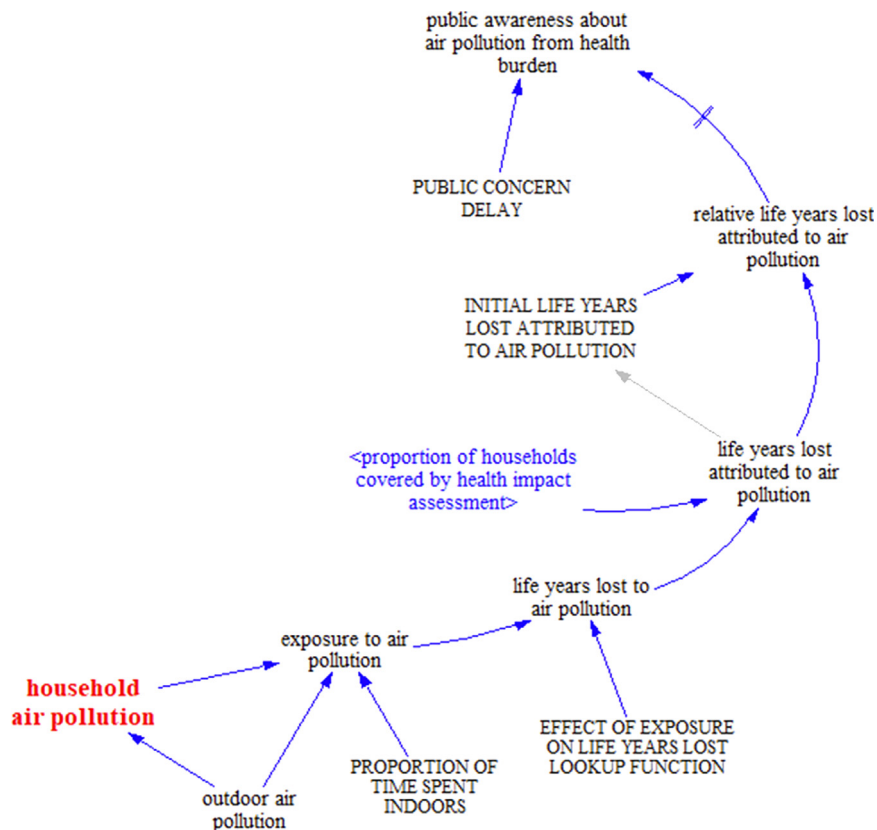 public awareness about
air pollution from health
burden
PUBLIC CONCERN
DELAY
relative life years lost
attributed to air
pollution
INITIAL LIFE YEARS
LOST ATTRIBUTED
TO AIR POLLUTION
<proportion of households
covered by health impact
assessment>
life years lost
attributed to air
pollution
life years lost to
air pollution
exposure to air
pollution
household
air pollution
EFFECT OF EXPOSURE
ON LIFE YEARS LOST
LOOKUP FUNCTION
PROPORTION OF
TIME SPENT
INDOORS
outdoor air
pollution